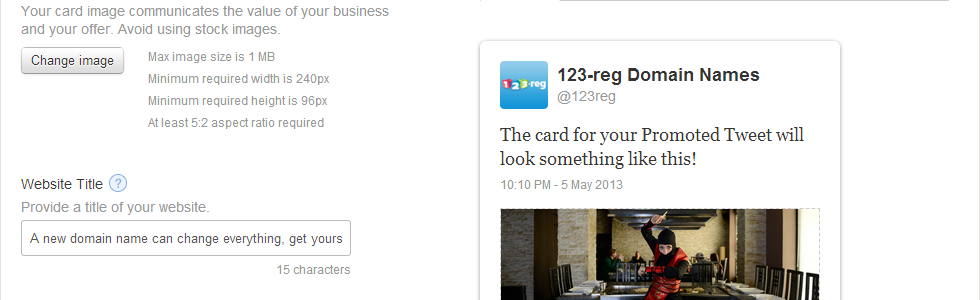 Your card image communicates the value of your business
and your offer. Avoid using stock images.
Change image
Max image size is 1 MB
Minimum required width is 240px
Minimum required height is 96px
At least 5:2 aspect ratio required
Website Title ?
Provide a title of your website.
A new domain name can change everything, get yours
15 characters
123-reg
123-reg Domain Names
@123reg
The card for your Promoted Tweet will
look something like this!
10:10 PM - 5 May 2013